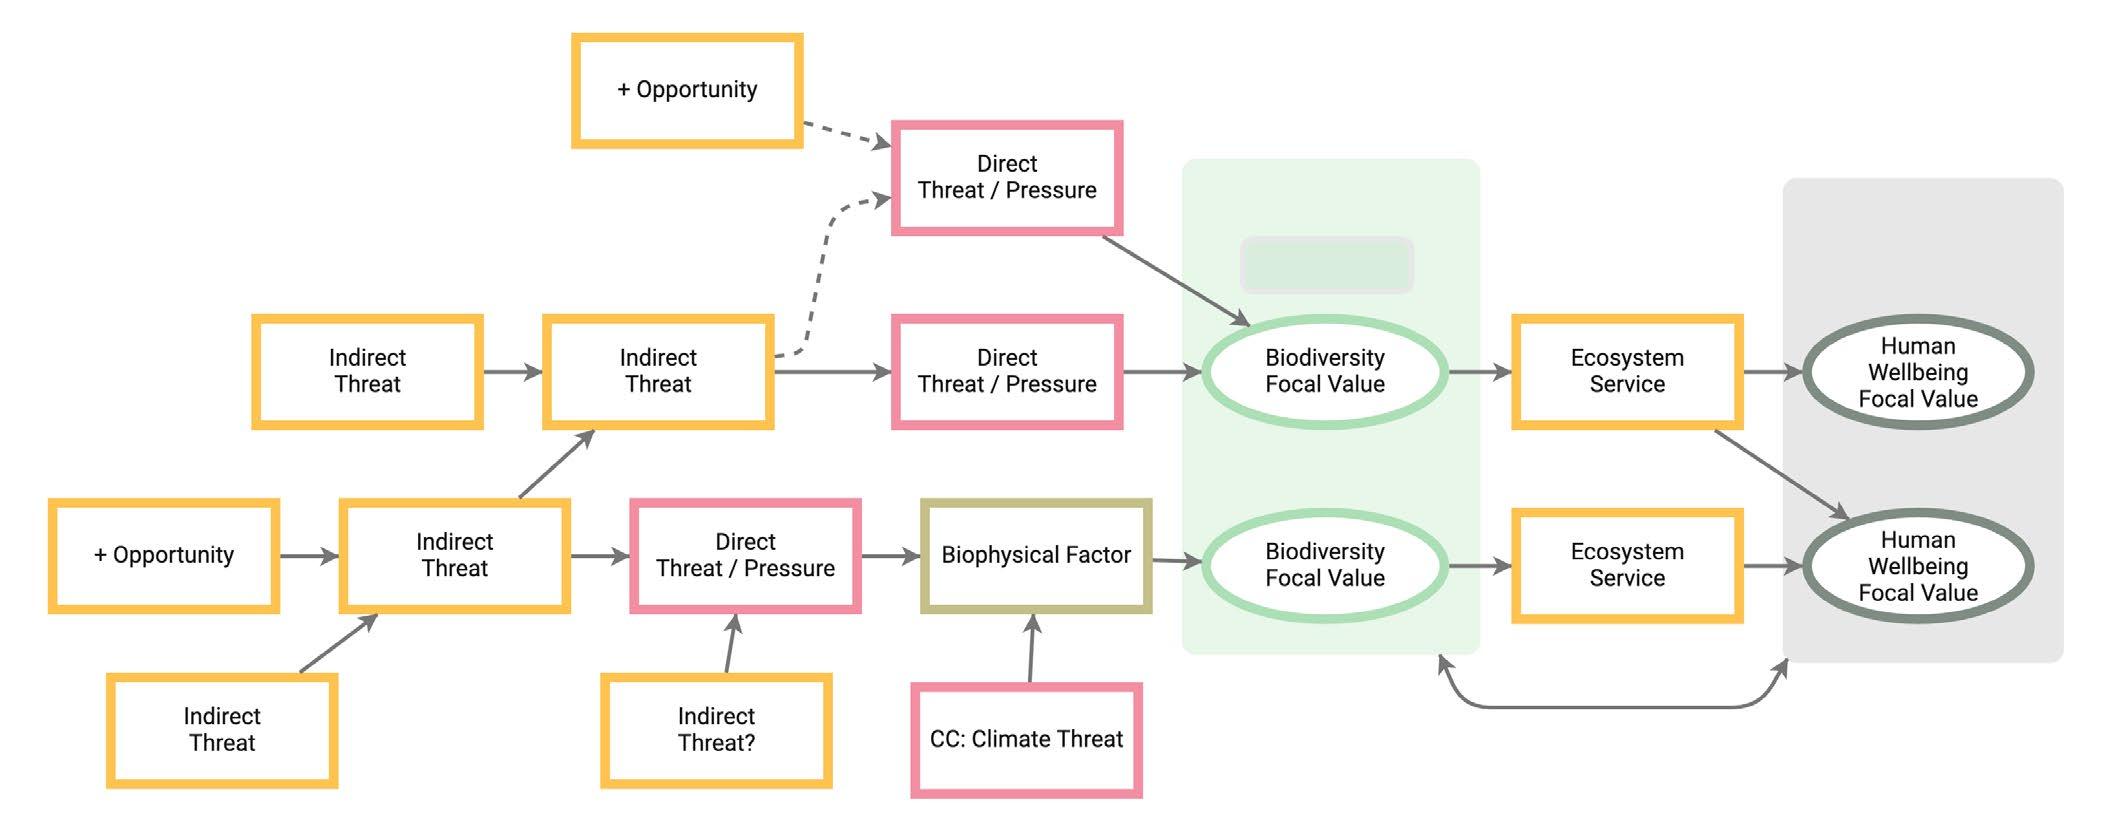 + Opportunity
Direct
Threat / Pressure
Indirect
Threat
Indirect
Threat
Direct
Threat / Pressure
Biodiversity
Focal Value
Ecosystem
Service
Human
Wellbeing
Focal Value
+ Opportunity
Indirect
Threat
Direct
Threat / Pressure
Biophysical Factor
Biodiversity
Focal Value
Ecosystem
Service
Human
Wellbeing
Focal Value
Indirect
Threat
Indirect
Threat?
CC: Climate Threat